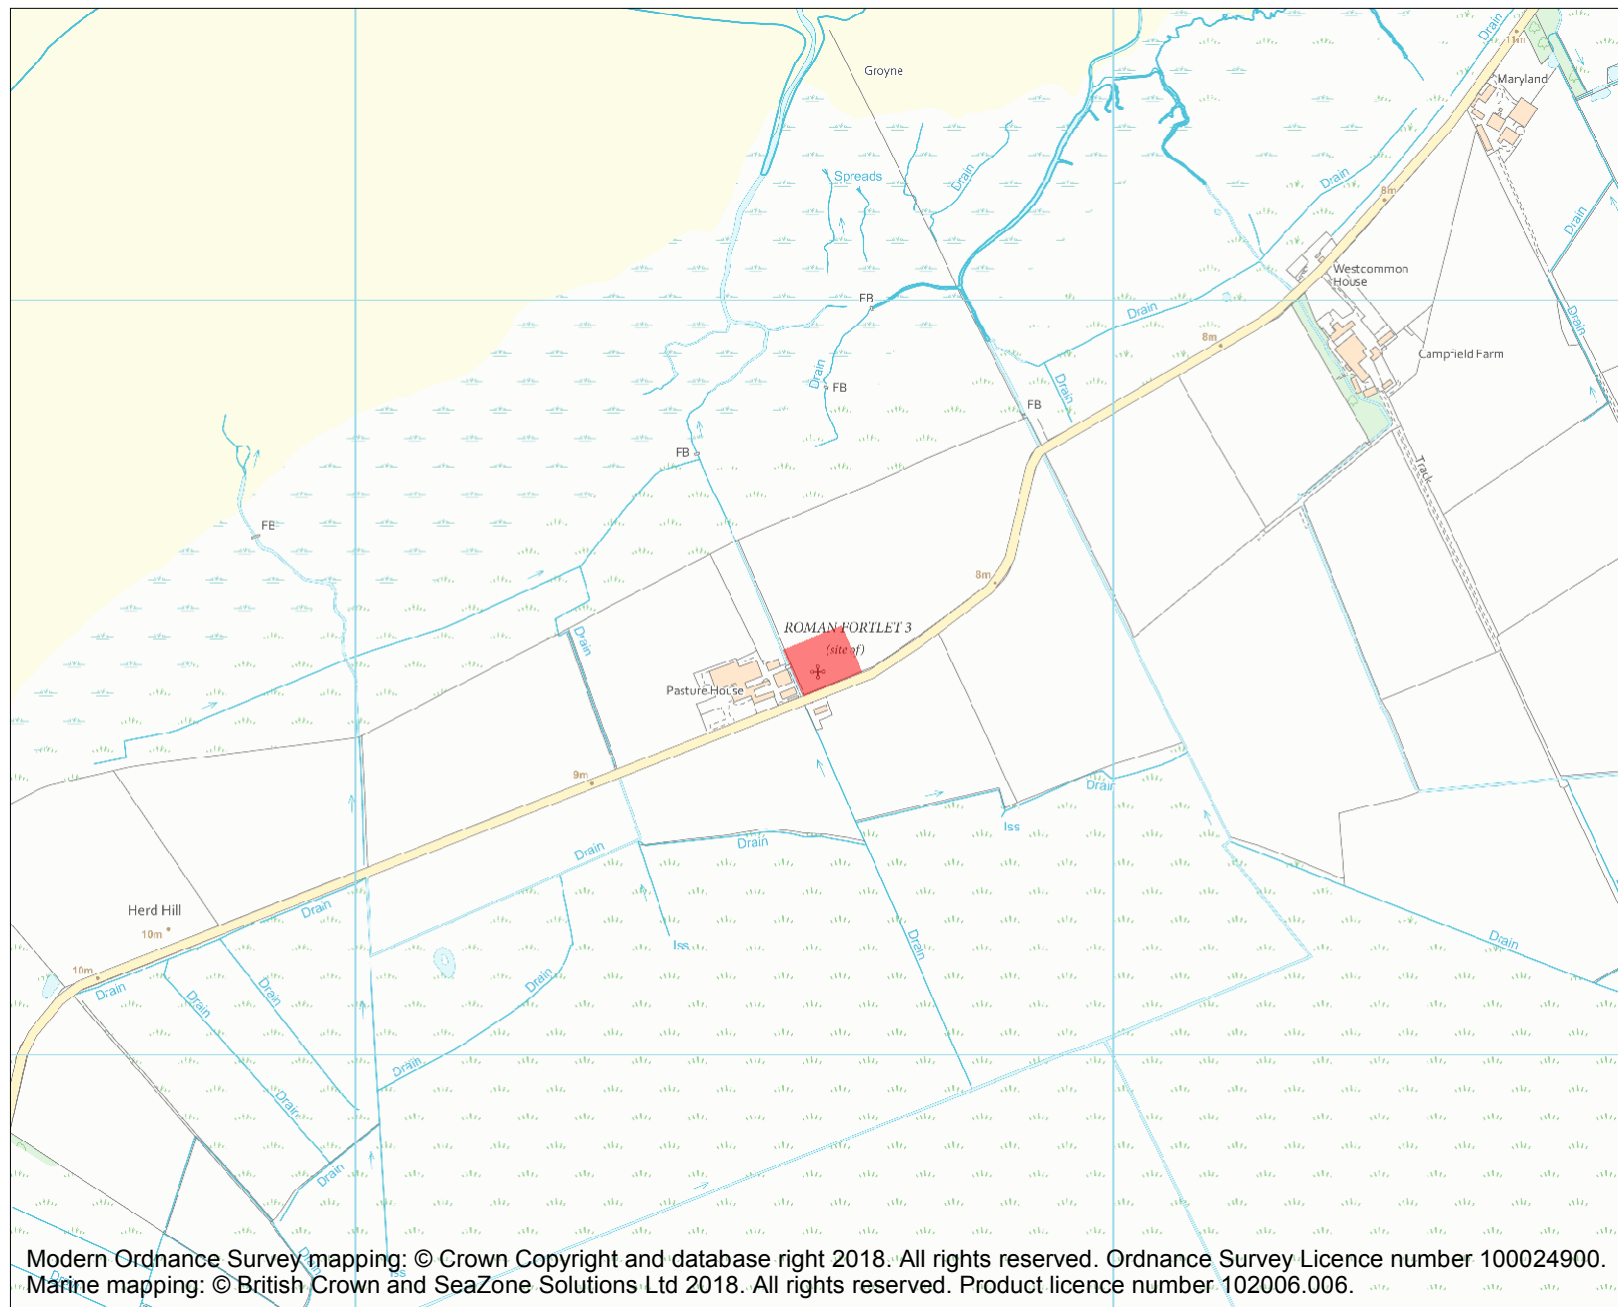 Drain
11m
Groyne
Maryland
Spreads
Drain
Drain
8m
Drain
Westcommon
House
FB
Drain
Drain
8m
Campfield Farm
Drain
FB
Drain
FB
FB
Track
FB
8m
ROMAN FORTLET 3
(site of)
Drain
Pasture House
9m
Drain
Iss
Drain
Drain
Herd Hill
10m
Drain
Iss
Drain
Drain
10m
Drain
Drain
Drain
Drain
Drain
Drain
Drain
Drain
Iss
Drain
Modern Ordnance Survey mapping: © Crown Copyright and database right 2018. All rights reserved. Ordnance Survey Licence number 100024900.
Marine mapping: © British Crown and SeaZone Solutions Ltd 2018. All rights reserved. Product licence number 102006.006.